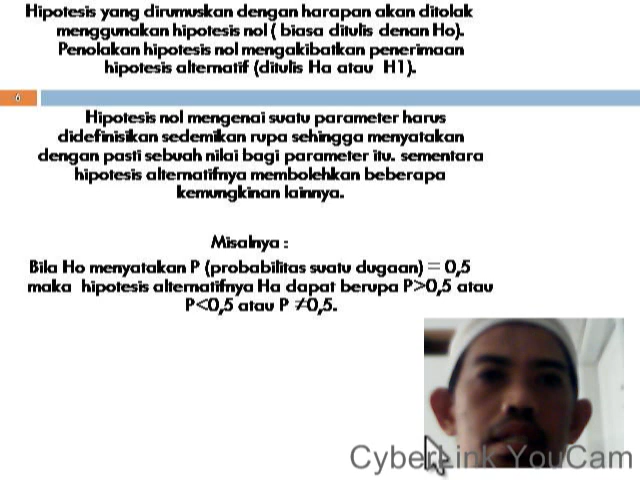 Hipotesis yang dirumuskan dengan harapan akan ditolak
menggunakan hipotesis nol ( biasa ditulis denan Ho).
Penolakan hipotesis nol mengakibatkan penerimaan
hipotesis alternatif (ditulis Ha atau H1).
6
Hipotesis nol mengenai suatu parameter harus
didefinisikan sedemikan rupa sehingga menyatakan
dengan pasti sebuah nilai bagi parameter itu. sementara
hipotesis alternatifnya membolehkan beberapa
kemungkinan lainnya.
Misalnya :
Bila Ho menyatakan P (probabilitas suatu dugaan) = 0,5
maka hipotesis alternatifnya Ha dapat berupa P>0,5 atau
P<0,5 atau P ≠0,5.
CyberLink YouCam